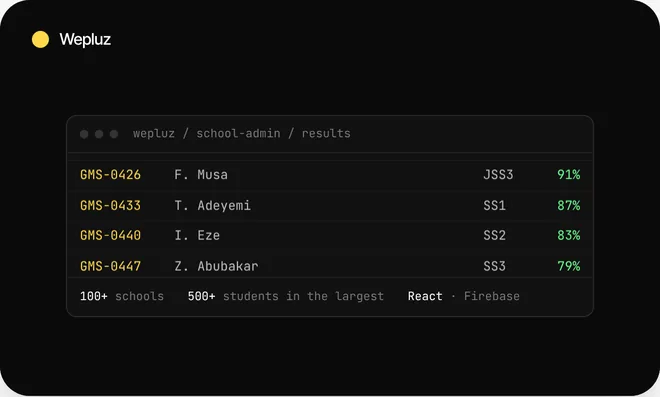 Wepluz
wepluz / school-admin / results
GMS-0426 F. Musa JSS3 91%
GMS-0433 T. Adeyemi SS1 87%
GMS-0440 I. Eze SS2 83%
GMS-0447 Z. Abubakar SS3 79%
100+ schools 500+ students in the largest React · Firebase